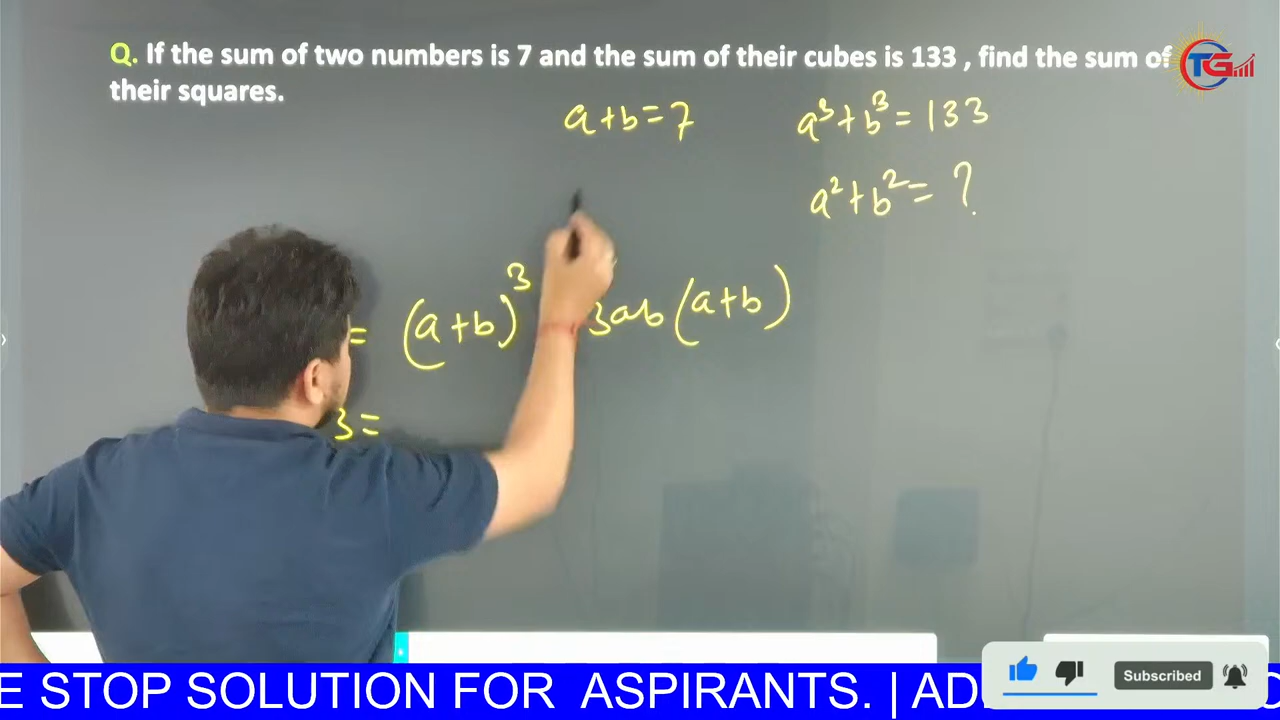 Q. If the sum of two numbers is 7 and the sum of their cubes is 133 , find the sum of
their squares.
TG
a+b=7
a³+b³=133
a²+b²= ?
= (a+b)³ 3ab(a+b)
3=
E STOP SOLUTION FOR ASPIRANTS. | AD
Subscribed